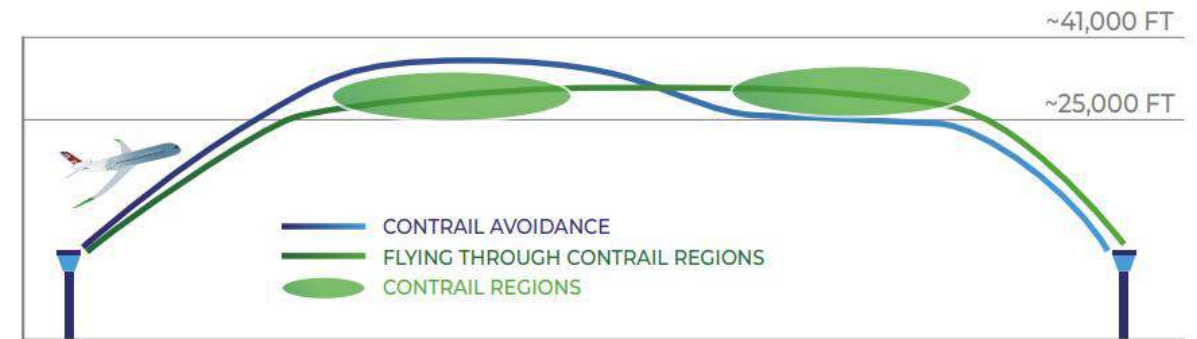 ~41,000 FT
~25,000 FT
CONTRAIL AVOIDANCE
FLYING THROUGH CONTRAIL REGIONS
CONTRAIL REGIONS